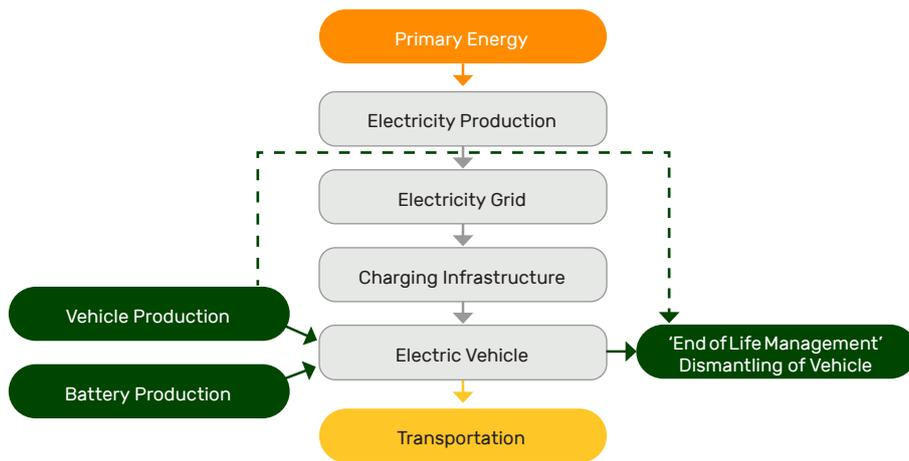 Primary Energy
Electricity Production
Electricity Grid
Charging Infrastructure
Vehicle Production
Electric Vehicle
‘End of Life Management’
Dismantling of Vehicle
Battery Production
Transportation